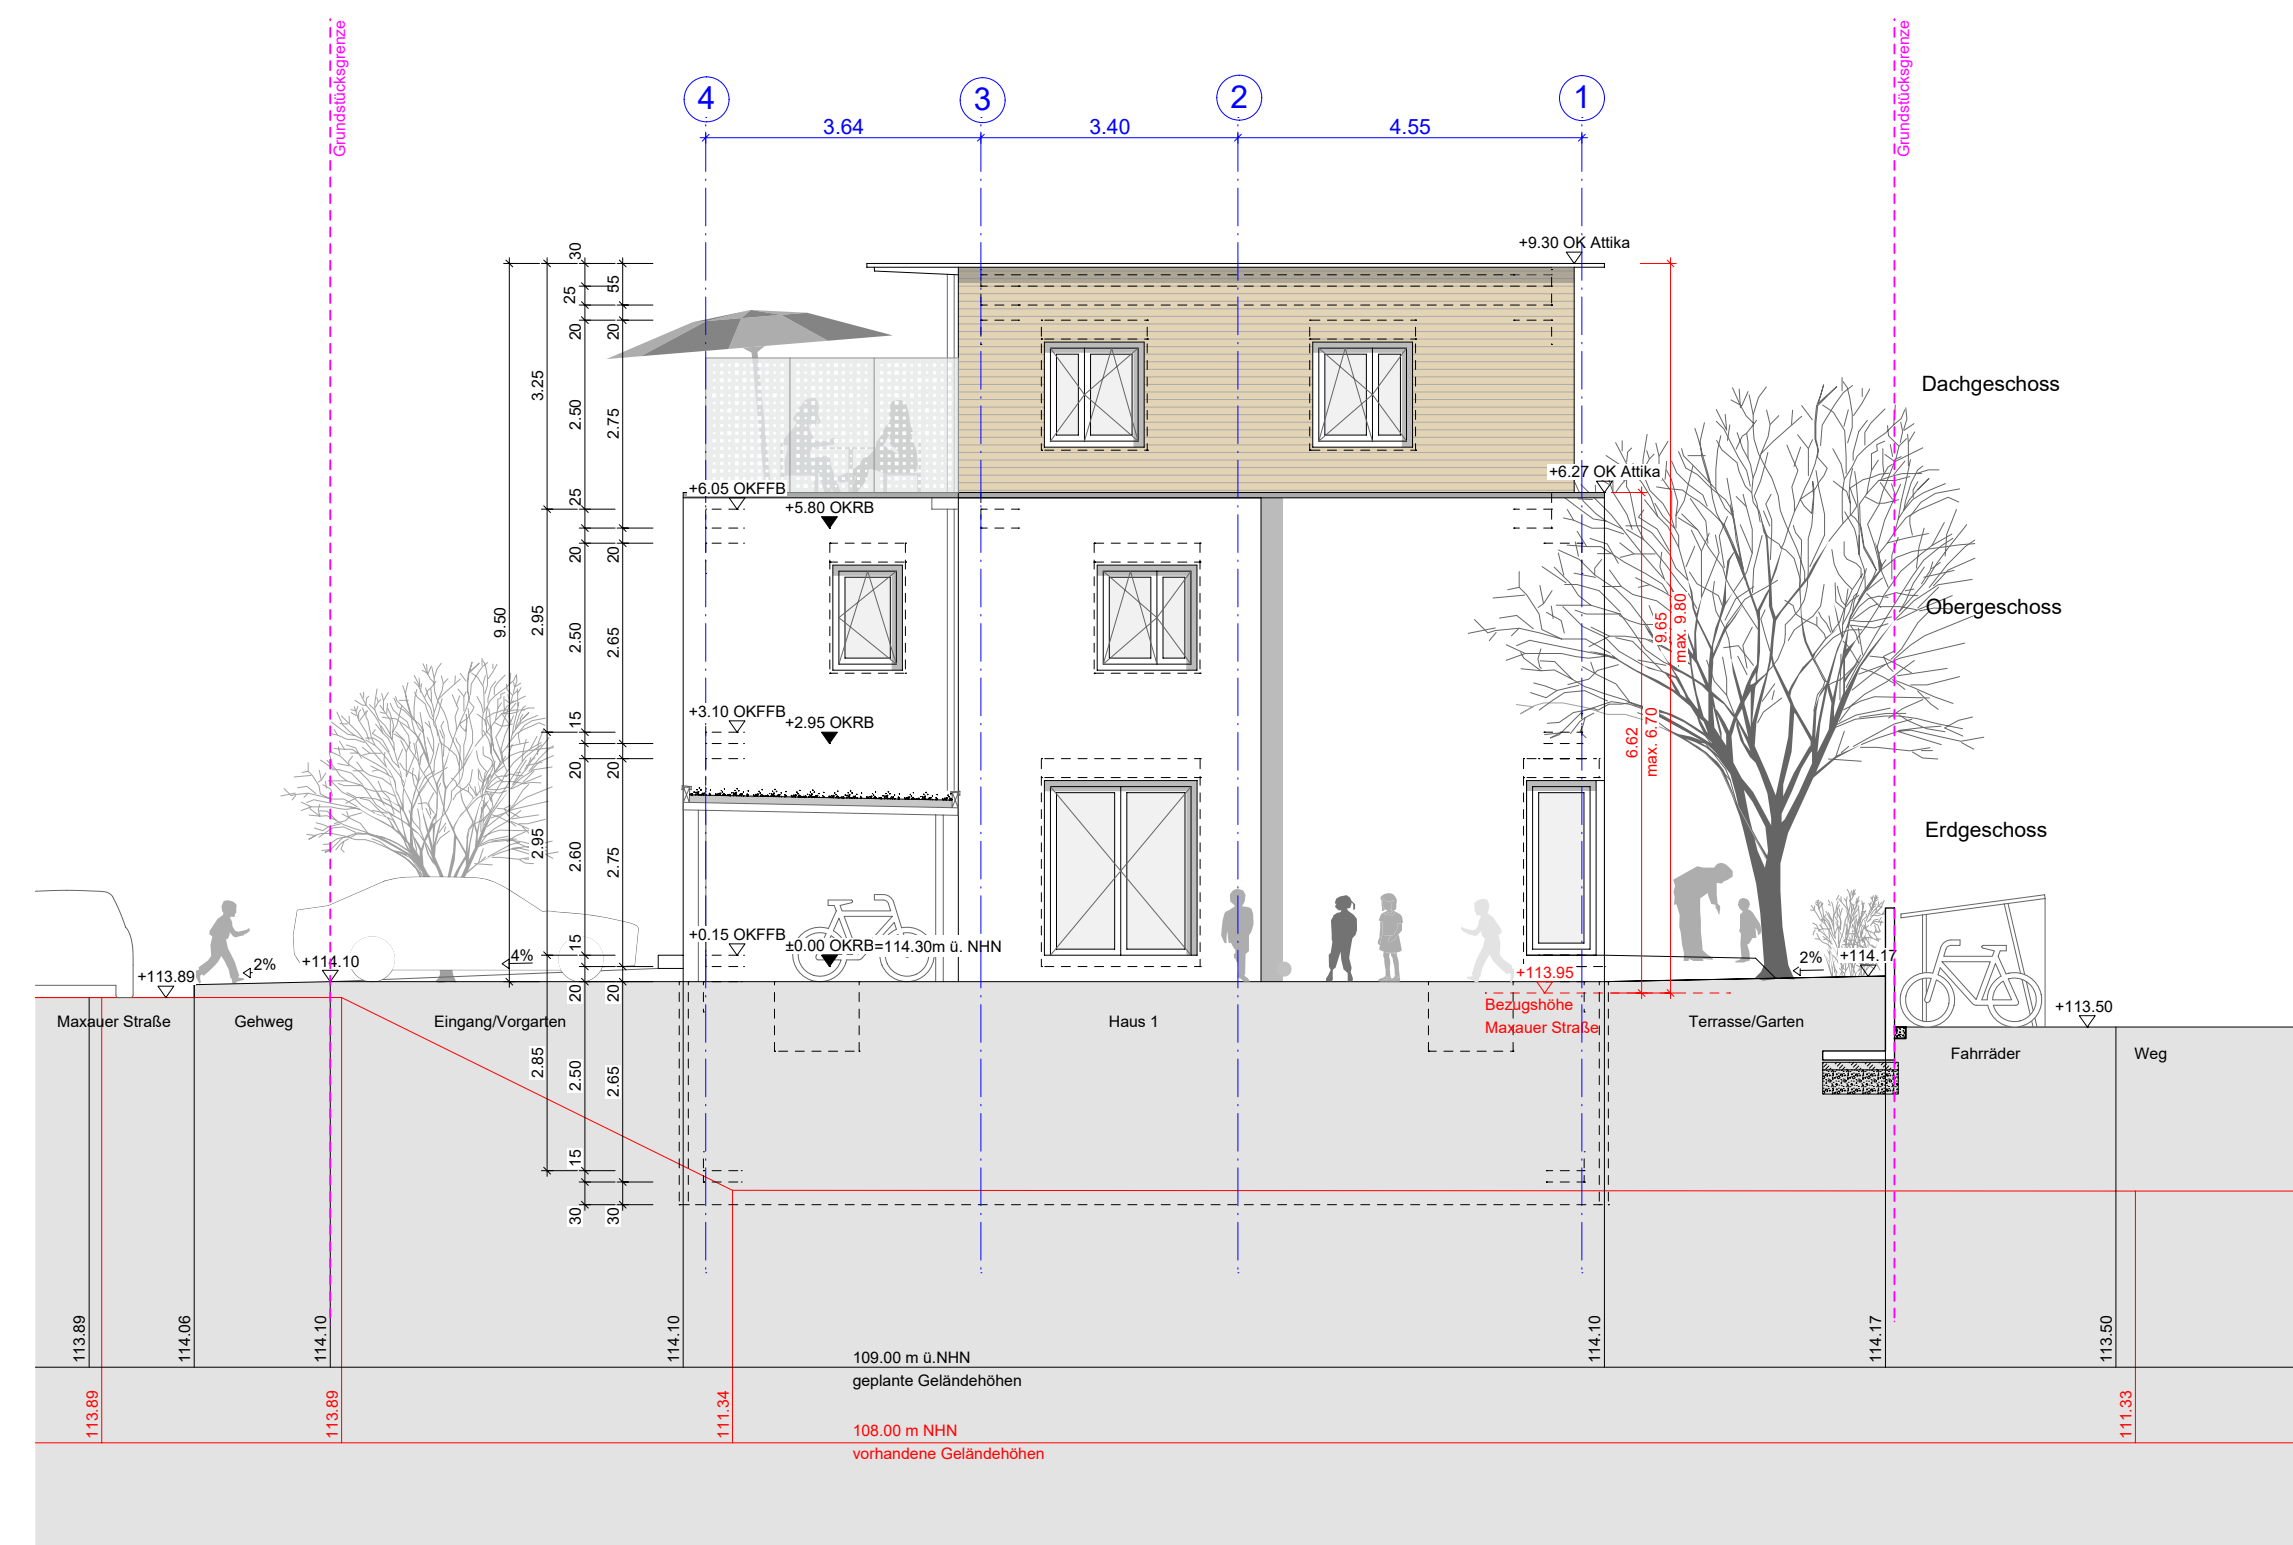 Grundstücksgrenze
Grundstücksgrenze
4
3
2
1
3.64
3.40
4.55
+9.30 OK Attika
30
55
25
20
20
3.25
2.50
2.75
Dachgeschoss
+6.27 OK Attika
+6.05 OKFFB
+5.80 OKRB
25
20
20
9.50
2.95
2.50
2.65
Obergeschoss
9.65
max. 9.80
6.62
max. 6.70
+3.10 OKFFB
+2.95 OKRB
15
20
20
2.95
2.60
2.75
Erdgeschoss
+0.15 OKFFB
±0.00 OKRB=114.30m ü. NHN
15
4%
2%
+114.10
+113.89
2%
+114.17
+113.95
Bezugshöhe
Maxauer Straße
+113.50
20
20
Maxauer Straße
Gehweg
Eingang/Vorgarten
Haus 1
Terrasse/Garten
Fahrräder
Weg
2.85
2.50
2.65
15
30
30
113.89
114.06
114.10
114.10
114.10
114.17
113.50
109.00 m ü.NHN
geplante Geländehöhen
113.89
113.89
111.34
111.33
108.00 m NHN
vorhandene Geländehöhen